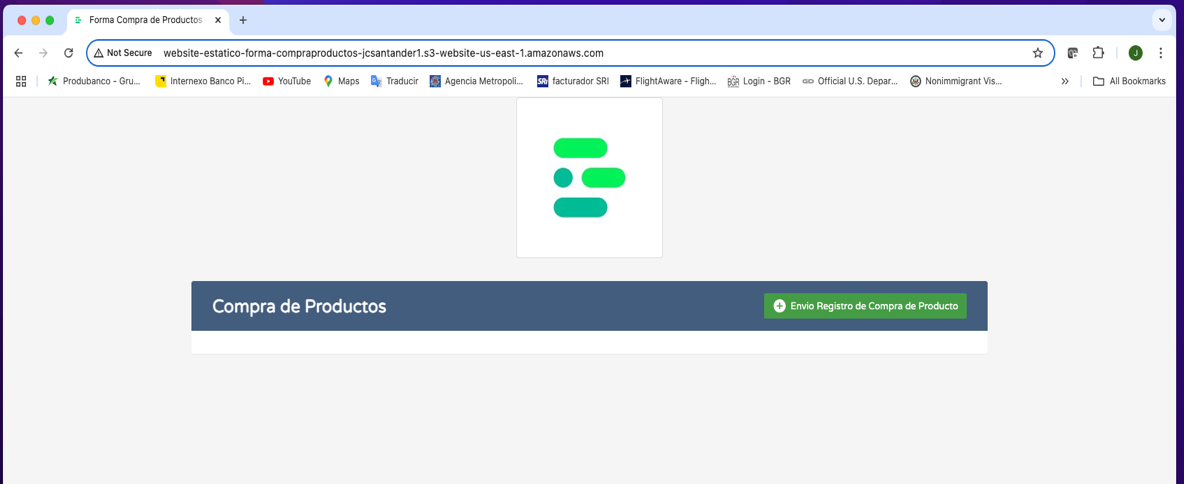 Forma Compra de Productos
Not Secure website-estatico-forma-compraproductos-jcsantander1.s3-website-us-east-1.amazonaws.com
J
Produbanco - Gru... Internexo Banco Pi... YouTube Maps Traducir Agencia Metropoli... SRi facturador SRI FlightAware - Fligh... BGR Login - BGR Official U.S. Depar... Nonimmigrant Vis... » All Bookmarks
Compra de Productos Envio Registro de Compra de Producto